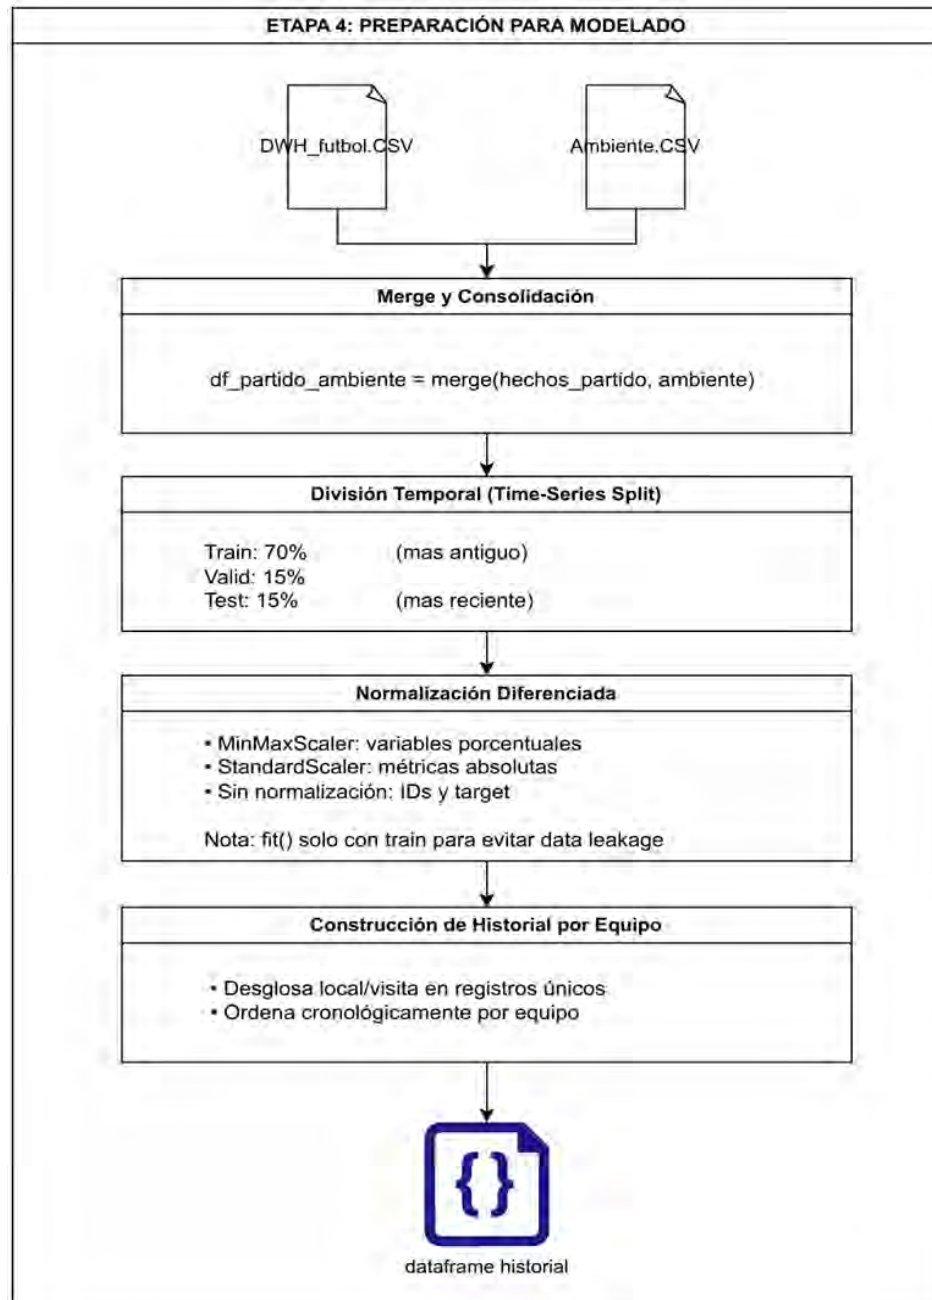 ETAPA 4: PREPARACIÓN PARA MODELADO
DWH_futbol.CSV
Ambiente.CSV
Merge y Consolidación
df_partido_ambiente = merge(hechos_partido, ambiente)
División Temporal (Time-Series Split)
Train: 70% (mas antiguo)
Valid: 15%
Test: 15% (mas reciente)
Normalización Diferenciada
• MinMaxScaler: variables porcentuales
• StandardScaler: métricas absolutas
• Sin normalización: IDs y target
Nota: fit() solo con train para evitar data leakage
Construcción de Historial por Equipo
• Desglosa local/visita en registros únicos
• Ordena cronológicamente por equipo
{}
dataframe historial